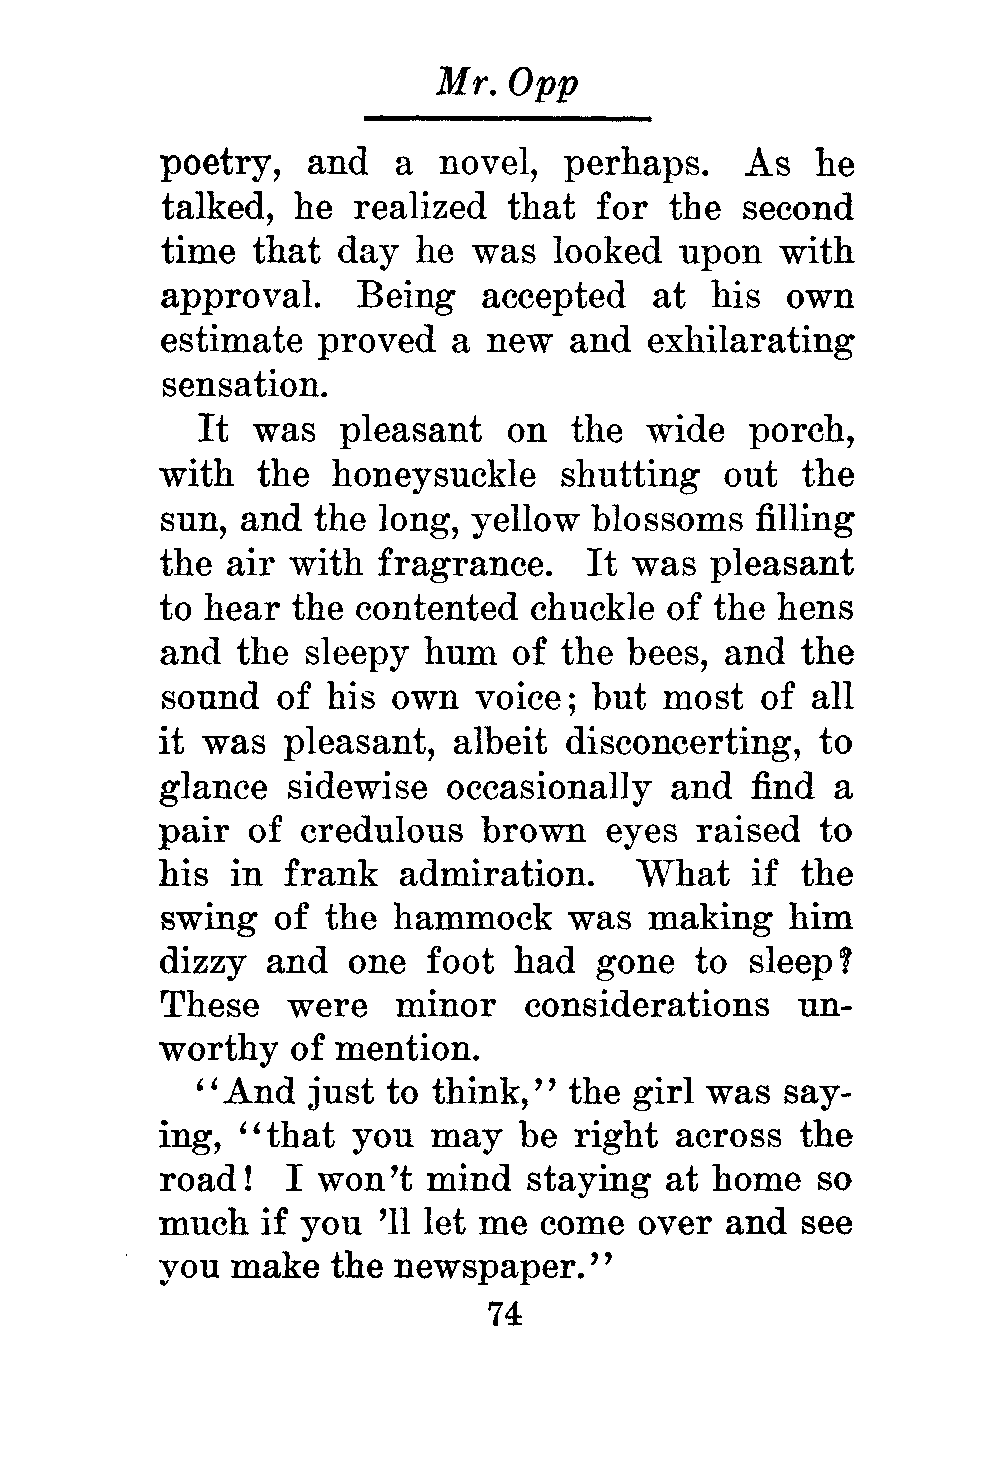 Mr. Opp
poetry, and a novel, perhaps. As he
talked, he realized that for the second
time that day he was looked upon with
approval. Being accepted at his own
estimate proved a new and exhilarating
sensation.
It was pleasant on the wide porch,
with the honeysuckle shutting out the
sun, and the long, yellow blossoms filling
the air with fragrance. It was pleasant
to hear the contented chuckle of the hens
and the sleepy hum of the bees, and the
sound of his own voice; but most of all
it was pleasant, albeit disconcerting, to
glance sidewise occasionally and find a
pair of credulous brown eyes raised to
his in frank admiration. What if the
swing of the hammock was making him
dizzy and one foot had gone to sleep?
These were minor considerations un-
worthy of mention.
"And just to think," the girl was say-
ing, "that you may be right across the
road! I won't mind staying at home so
much if you 'll let me come over and see
you make the newspaper."
74